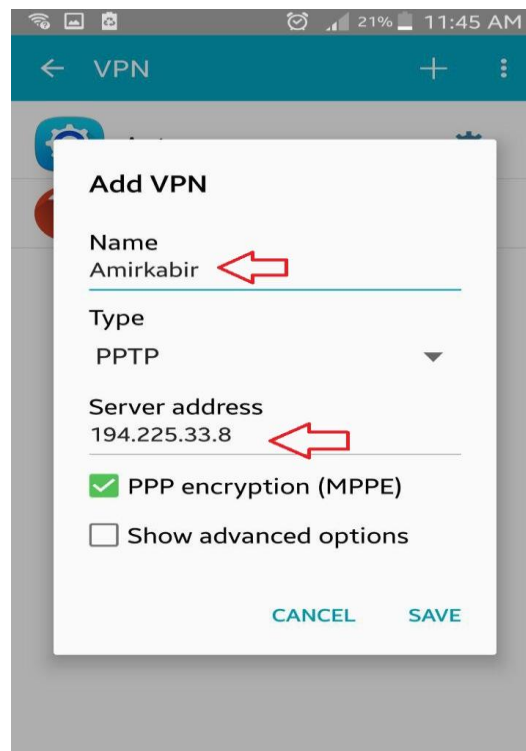 21% 11:45 AM
VPN
Add VPN
Name
Amirkabir
Type
PPTP
Server address
194.225.33.8
PPP encryption (MPPE)
Show advanced options
CANCEL SAVE